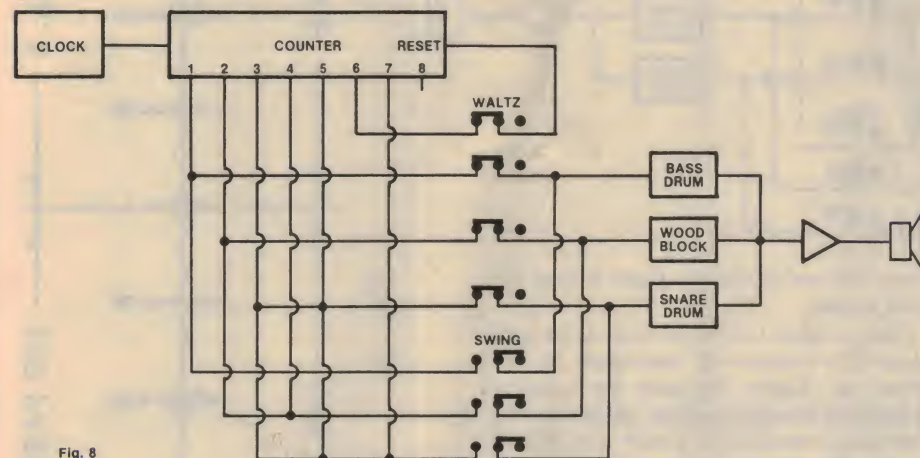 CLOCK
COUNTER
RESET
1 2 3 4 5 6 7 8
WALTZ
BASS
DRUM
WOOD
BLOCK
SNARE
DRUM
SWING
Fig. 8